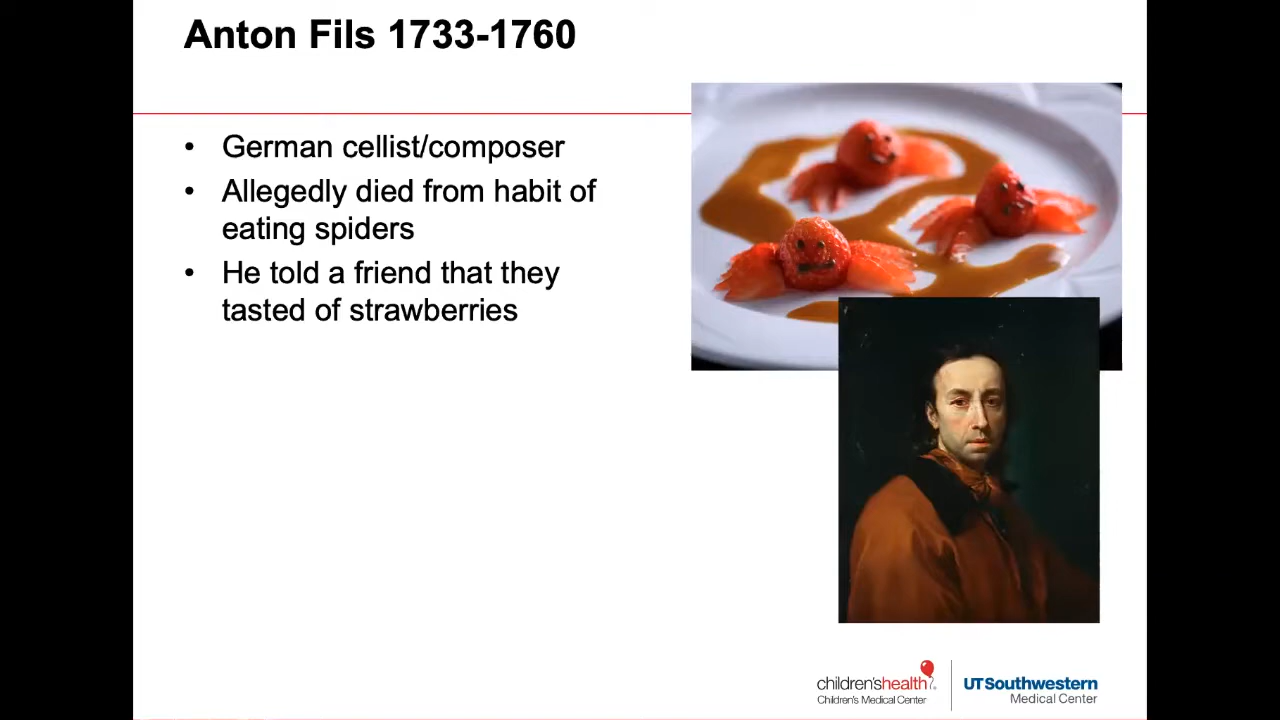 Anton Fils 1733-1760
• German cellist/composer
• Allegedly died from habit of
eating spiders
• He told a friend that they
tasted of strawberries
children'shealth
Children's Medical Center
UTSouthwestern
Medical Center